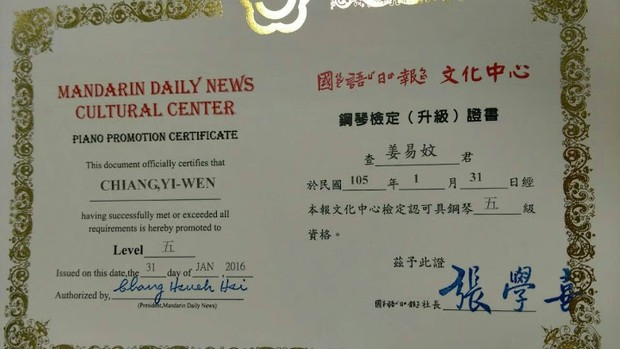 MANDARIN DAILY NEWS
CULTURAL CENTER
PIANO PROMOTION CERTIFICATE
This document officially certifies that
CHIANG,YI-WEN
having successfully met or exceeded all
requirements is hereby promoted to
Level 五
Issued on this date,the 31 day of JAN , 2016
Authorized by, Chang Hsueh Hsi
(President,Mandarin Daily News)
國語日報 文化中心
鋼琴檢定（升級）證書
查 姜易妏 君
於民國 105 年 1 月 31 日經
本報文化中心檢定認可具鋼琴 五 級
資格。
茲予此證
國語日報社長 張學喜